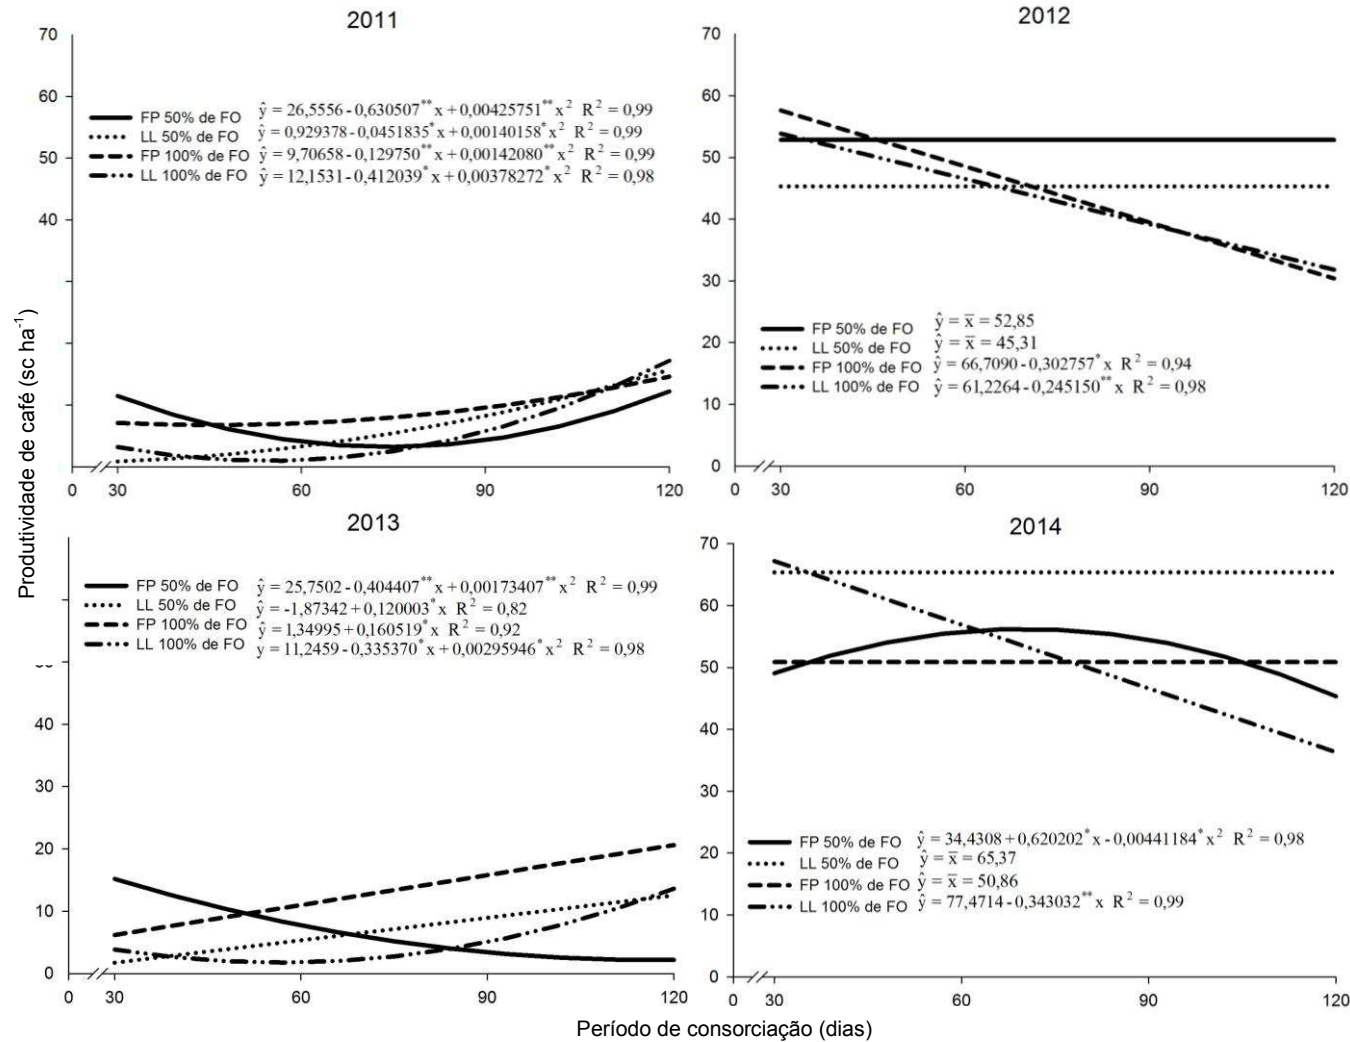 2011
70
60
50
40
FP 50% de FO ŷ = 26,5556 - 0,630507** x + 0,00425751** x² R² = 0,99
LL 50% de FO ŷ = 0,929378 - 0,0451835* x + 0,00140158* x² R² = 0,99
FP 100% de FO ŷ = 9,70658 - 0,129750** x + 0,00142080** x² R² = 0,99
LL 100% de FO ŷ = 12,1531 - 0,412039* x + 0,00378272* x² R² = 0,98
0 30 60 90 120
2012
70
60
50
40
30
20
10
0
FP 50% de FO ŷ = x̅ = 52,85
LL 50% de FO ŷ = x̅ = 45,31
FP 100% de FO ŷ = 66,7090 - 0,302757* x R² = 0,94
LL 100% de FO ŷ = 61,2264 - 0,245150** x R² = 0,98
0 30 60 90 120
Produtividade de café (sc ha⁻¹)
2013
FP 50% de FO ŷ = 25,7502 - 0,404407** x + 0,00173407** x² R² = 0,99
LL 50% de FO ŷ = -1,87342 + 0,120003* x R² = 0,82
FP 100% de FO ŷ = 1,34995 + 0,160519* x R² = 0,92
LL 100% de FO ŷ = 11,2459 - 0,335370* x + 0,00295946* x² R² = 0,98
40
30
20
10
0
0 30 60 90 120
2014
70
60
50
40
30
20
10
0
FP 50% de FO ŷ = 34,4308 + 0,620202* x - 0,00441184* x² R² = 0,98
LL 50% de FO ŷ = x̅ = 65,37
FP 100% de FO ŷ = x̅ = 50,86
LL 100% de FO ŷ = 77,4714 - 0,343032** x R² = 0,99
0 30 60 90 120
Período de consorciação (dias)